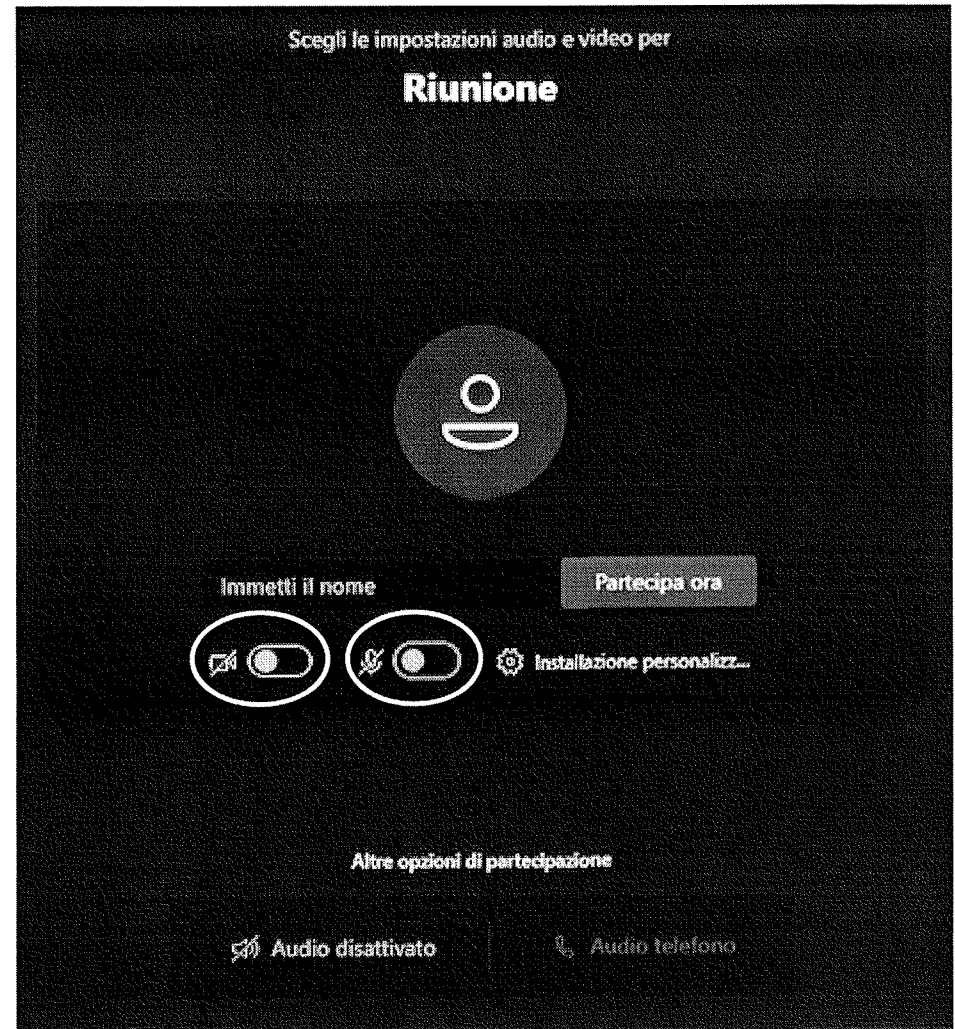 Scegli le impostazioni audio e video per
Riunione
Immetti il nome
Partecipa ora
Installazione personalizz...
Altre opzioni di partecipazione
Audio disattivato
Audio telefono